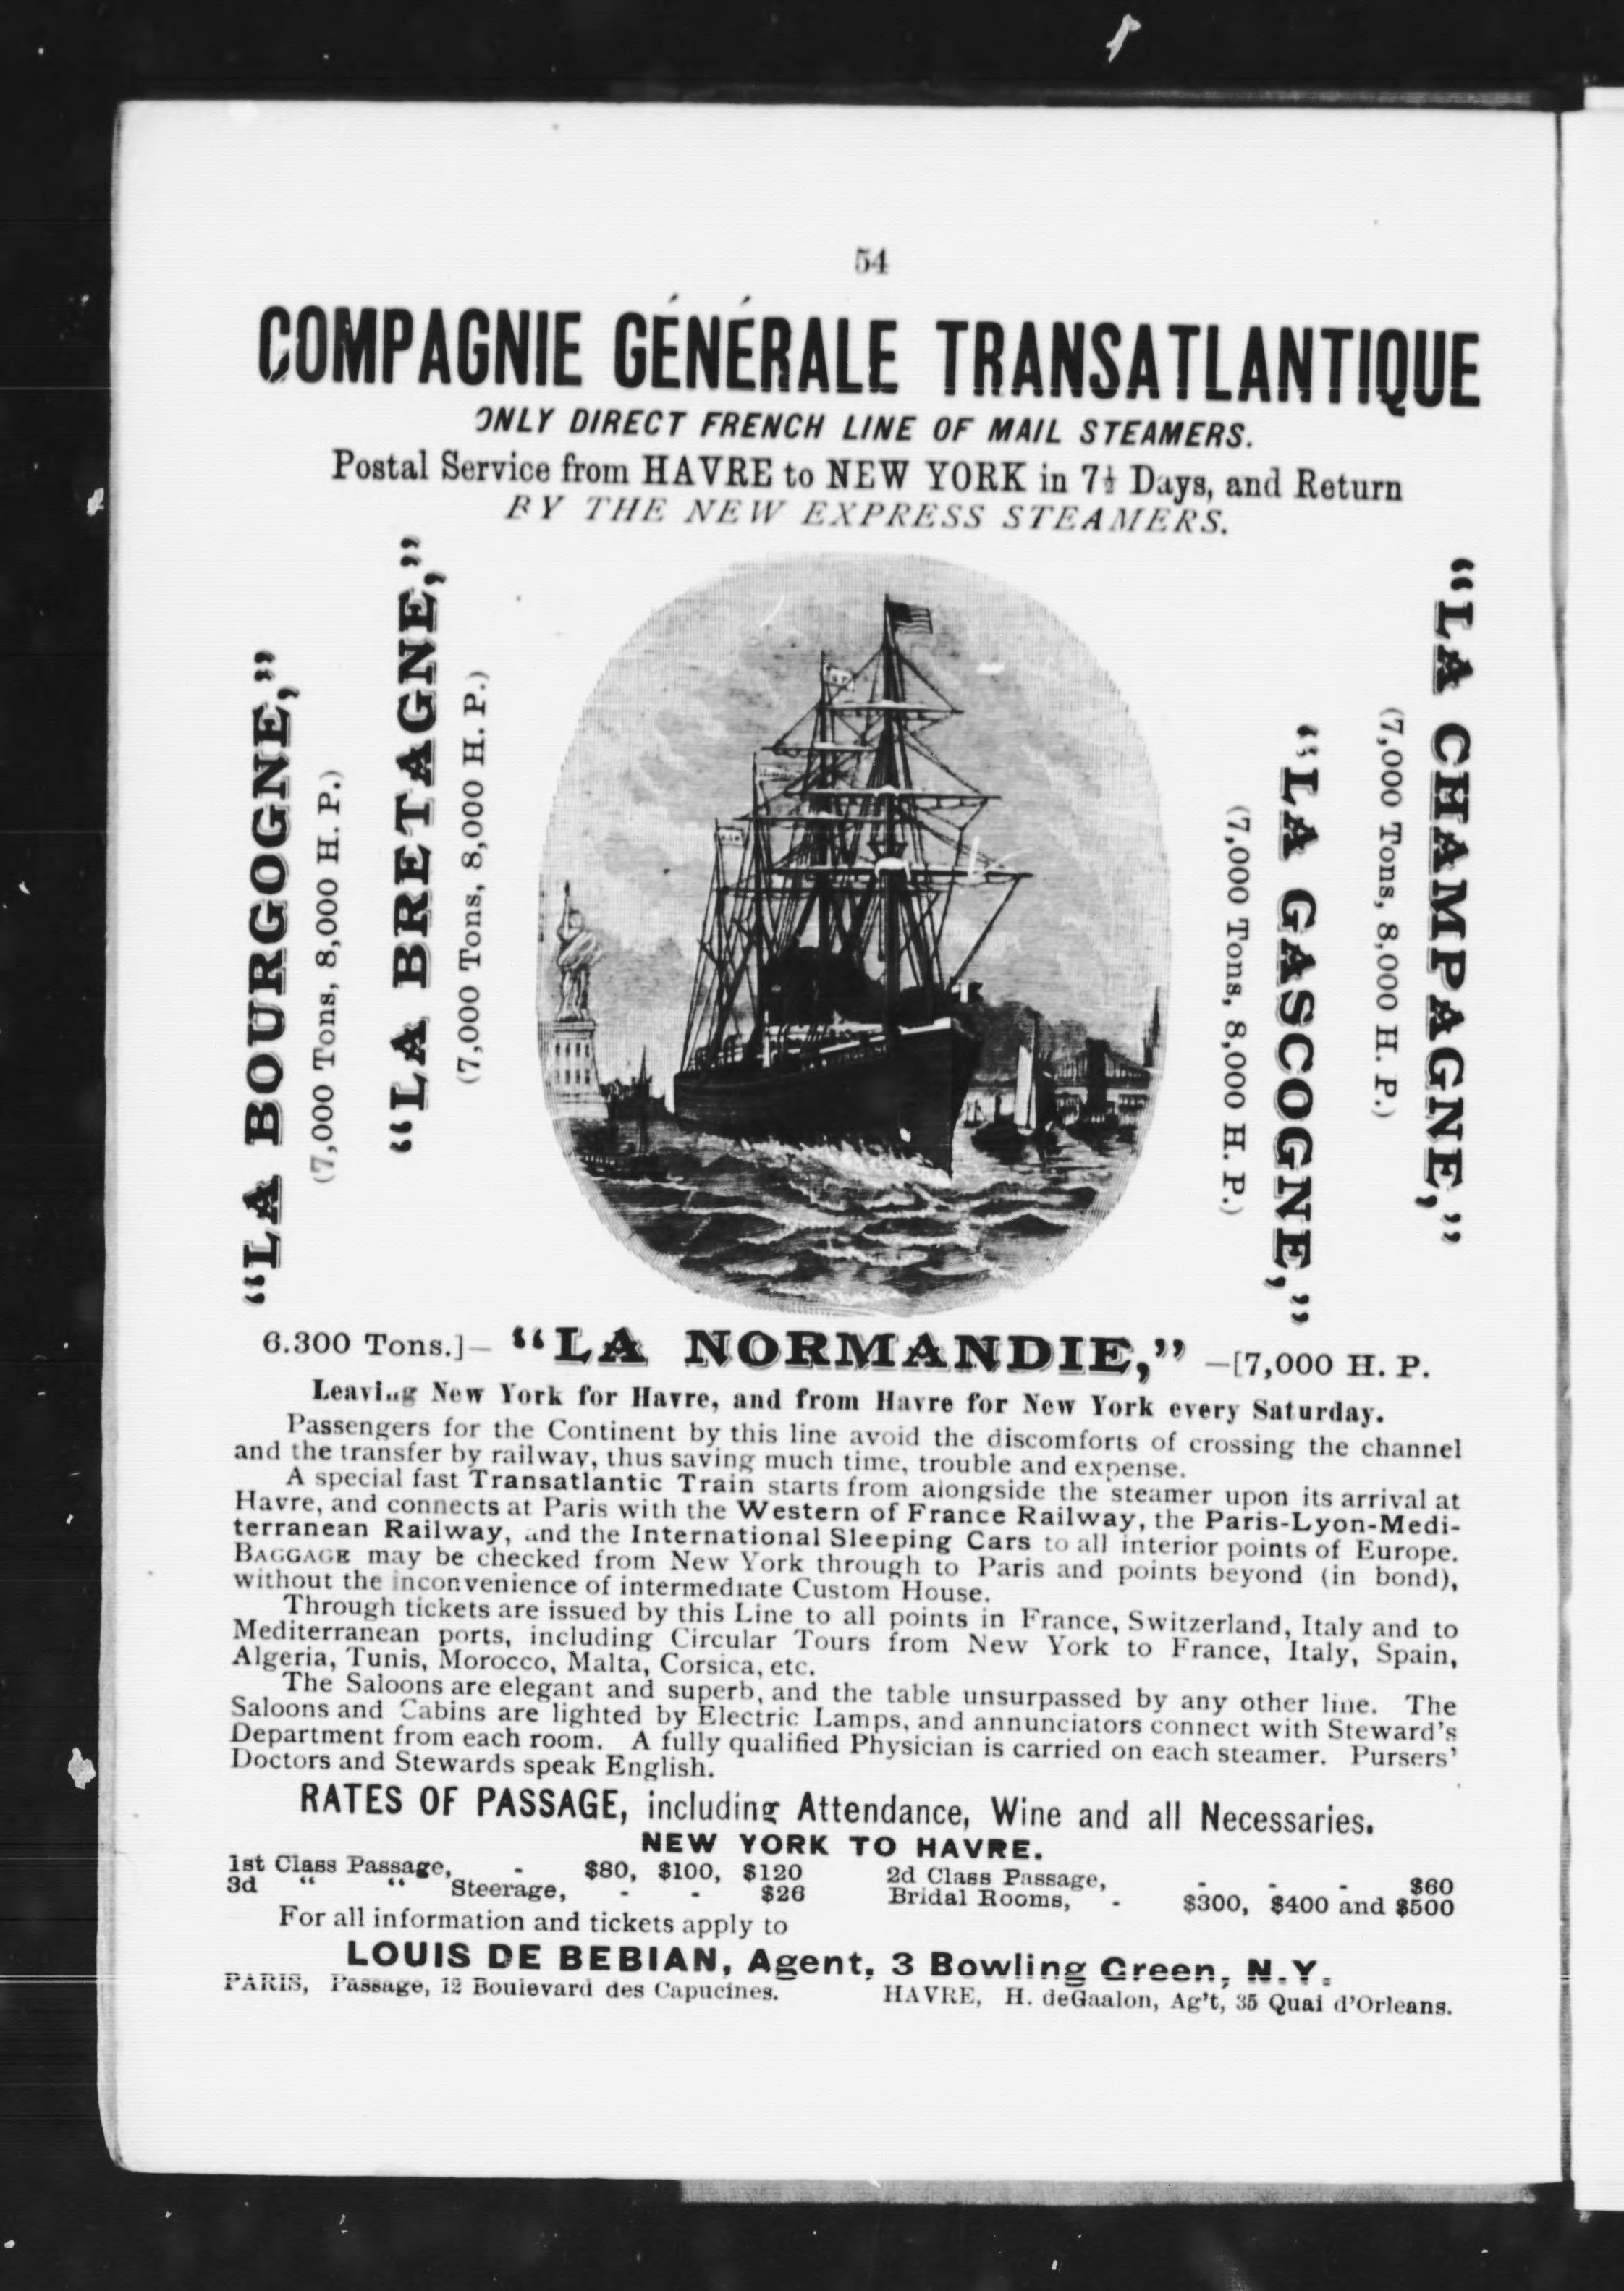 54
COMPAGNIE GÉNÉRALE TRANSATLANTIQUE
ONLY DIRECT FRENCH LINE OF MAIL STEAMERS.
Postal Service from HAVRE to NEW YORK in 7½ Days, and Return
BY THE NEW EXPRESS STEAMERS.
"LA BOURGOGNE,"
(7,000 Tons, 8,000 H. P.)
"LA BRETAGNE,"
(7,000 Tons, 8,000 H. P.)
"LA GASCOGNE,"
(7,000 Tons, 8,000 H. P.)
"LA CHAMPAGNE,"
(7,000 Tons, 8,000 H. P.)
6.300 Tons.]— "LA NORMANDIE," —[7,000 H. P.
Leaving New York for Havre, and from Havre for New York every Saturday.
Passengers for the Continent by this line avoid the discomforts of crossing the channel
and the transfer by railway, thus saving much time, trouble and expense.
A special fast Transatlantic Train starts from alongside the steamer upon its arrival at
Havre, and connects at Paris with the Western of France Railway, the Paris-Lyon-Medi-
terranean Railway, and the International Sleeping Cars to all interior points of Europe.
BAGGAGE may be checked from New York through to Paris and points beyond (in bond),
without the inconvenience of intermediate Custom House.
Through tickets are issued by this Line to all points in France, Switzerland, Italy and to
Mediterranean ports, including Circular Tours from New York to France, Italy, Spain,
Algeria, Tunis, Morocco, Malta, Corsica, etc.
The Saloons are elegant and superb, and the table unsurpassed by any other line. The
Saloons and Cabins are lighted by Electric Lamps, and annunciators connect with Steward's
Department from each room. A fully qualified Physician is carried on each steamer. Pursers'
Doctors and Stewards speak English.
RATES OF PASSAGE, including Attendance, Wine and all Necessaries.
NEW YORK TO HAVRE.
1st Class Passage, - $80, $100, $120 2d Class Passage, - - - $60
3d " " Steerage, - - $26 Bridal Rooms, - $300, $400 and $500
For all information and tickets apply to
LOUIS DE BEBIAN, Agent, 3 Bowling Green, N.Y.
PARIS, Passage, 12 Boulevard des Capucines. HAVRE, H. deGaalon, Ag't, 35 Quai d'Orleans.